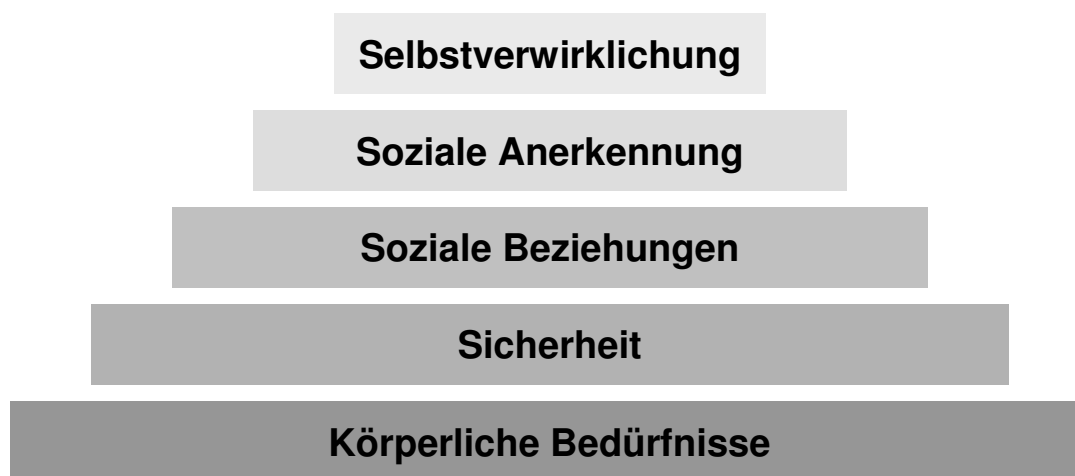 Selbstverwirklichung
Soziale Anerkennung
Soziale Beziehungen
Sicherheit
Körperliche Bedürfnisse